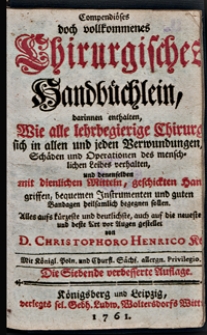 Compendiöses
doch vollkommenes
Chirurgisches
Handbüchlein,
darinnen enthalten,
Wie alle lehrbegierige Chirurg
sich in allen und jeden Verwundungen,
Schäden und Operationen des mensch-
lichen Leibes verhalten,
und denenselben
mit dienlichen Mitteln, geschickten Han
griffen, bequemen Instrumenten und guten
Bandagen heilsamlich begegnen sollen.
Alles aufs kürzeste und deutlichste, auch auf die neueste
und beste Art vor Augen gestellet
von
D. CHRISTOPHORO HENRICO Ke
Mit Königl. Poln. und Churfl. Sächs. allergn. Privilegio.
Die Siebende verbesserte Auflage.
Königsberg und Leipzig,
verlegts sel. Gebh. Ludw. Woltersdorfs Witt
1761.